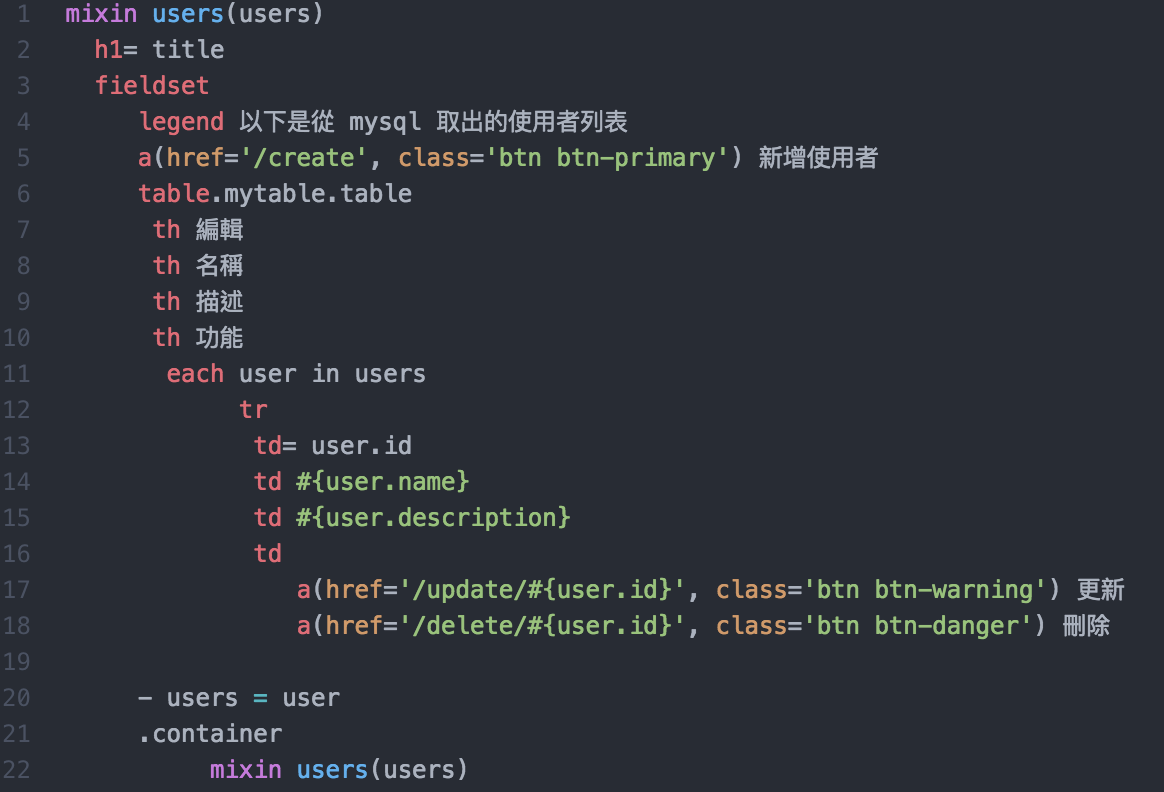 1 mixin users(users)
2 h1= title
3 fieldset
4 legend 以下是從 mysql 取出的使用者列表
5 a(href='/create', class='btn btn-primary') 新增使用者
6 table.mytable.table
7 th 編輯
8 th 名稱
9 th 描述
10 th 功能
11 each user in users
12 tr
13 td= user.id
14 td #{user.name}
15 td #{user.description}
16 td
17 a(href='/update/#{user.id}', class='btn btn-warning') 更新
18 a(href='/delete/#{user.id}', class='btn btn-danger') 刪除
19
20 - users = user
21 .container
22 mixin users(users)